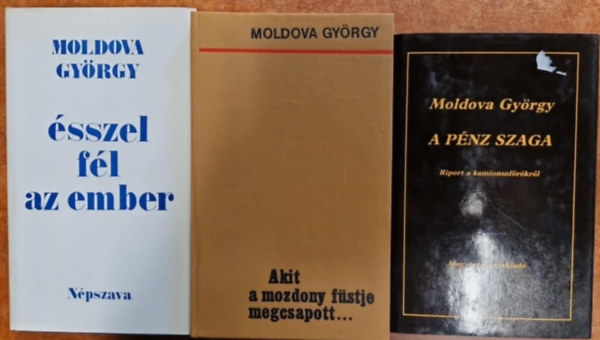 MOLDOVA
GYÖRGY
ésszel
fél
az ember
Népszava
MOLDOVA GYÖRGY
Akit
a mozdony füstje
megcsapott...
Moldova György
A PÉNZ SZAGA
Riport a kamionsofőrökről